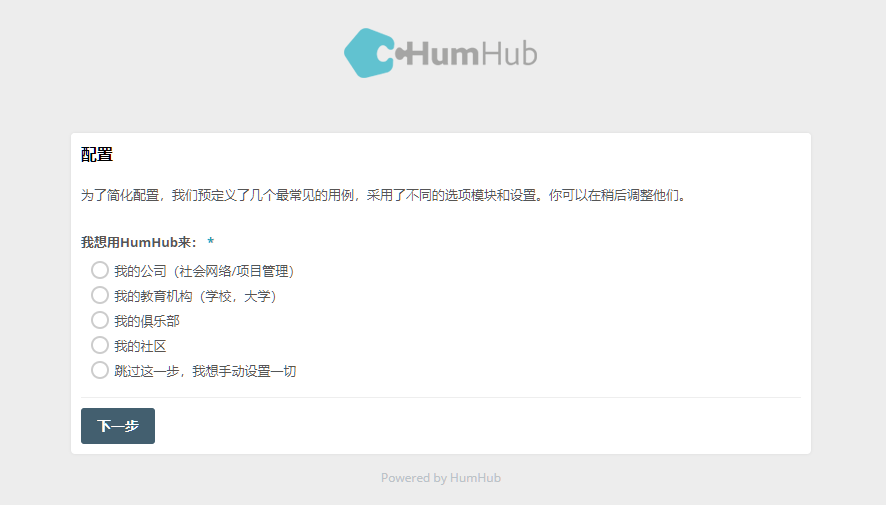 HumHub
配置
为了简化配置，我们预定义了几个最常见的用例，采用了不同的选项模块和设置。你可以在稍后调整他们。
我想用HumHub来： *
我的公司（社会网络/项目管理）
我的教育机构（学校，大学）
我的俱乐部
我的社区
跳过这一步，我想手动设置一切
下一步
Powered by HumHub